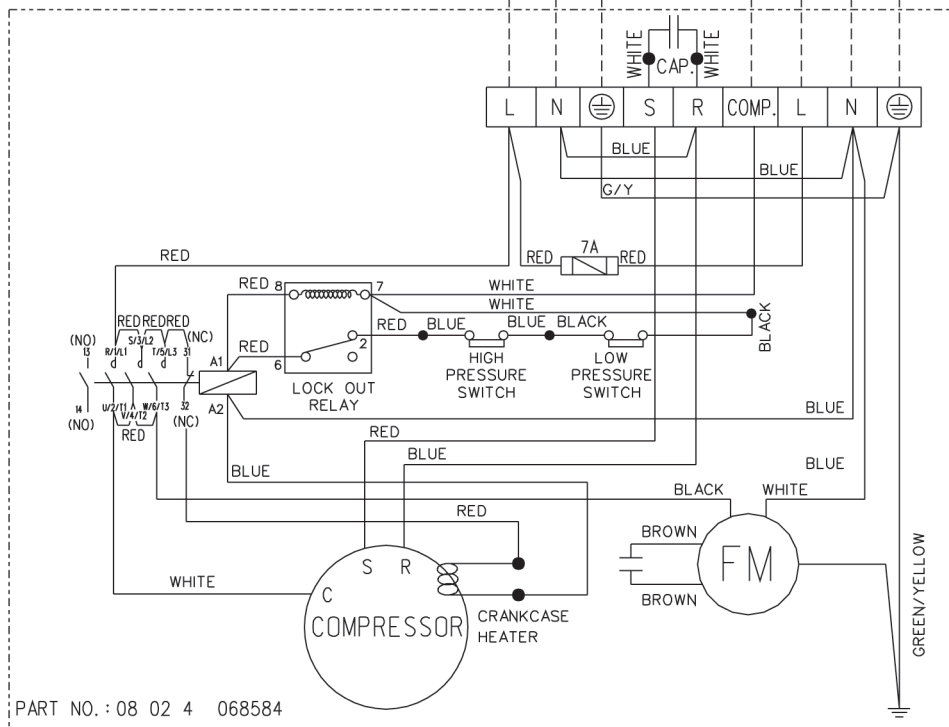 WHITE
WHITE
CAP.
L N S R COMP. L N
BLUE
BLUE
G/Y
RED
RED 7A RED
RED 8 7 WHITE
WHITE
RED RED RED
S/3/L2
(NO) (NC)
13 R/1/L1 T/5/L3 31
RED 2 RED BLUE BLUE BLACK
BLACK
RED 6
A1
HIGH PRESSURE SWITCH
LOW PRESSURE SWITCH
LOCK OUT RELAY
A2
14 U/2/T1 W/6/T3 32
(NO) V/4/T2 (NC)
RED
BLUE
RED
BLUE
BLUE
BLUE
BLACK WHITE
RED
BROWN
FM
BROWN
S R
WHITE
C
COMPRESSOR
CRANKCASE
HEATER
GREEN/YELLOW
PART NO.: 08 02 4 068584